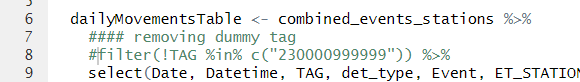 6 dailyMovementsTable <- combined_events_stations %>%
7 #### removing dummy tag
8 #filter(!TAG %in% c("230000999999")) %>%
9 select(Date, Datetime, TAG, det_type, Event, ET_STATION